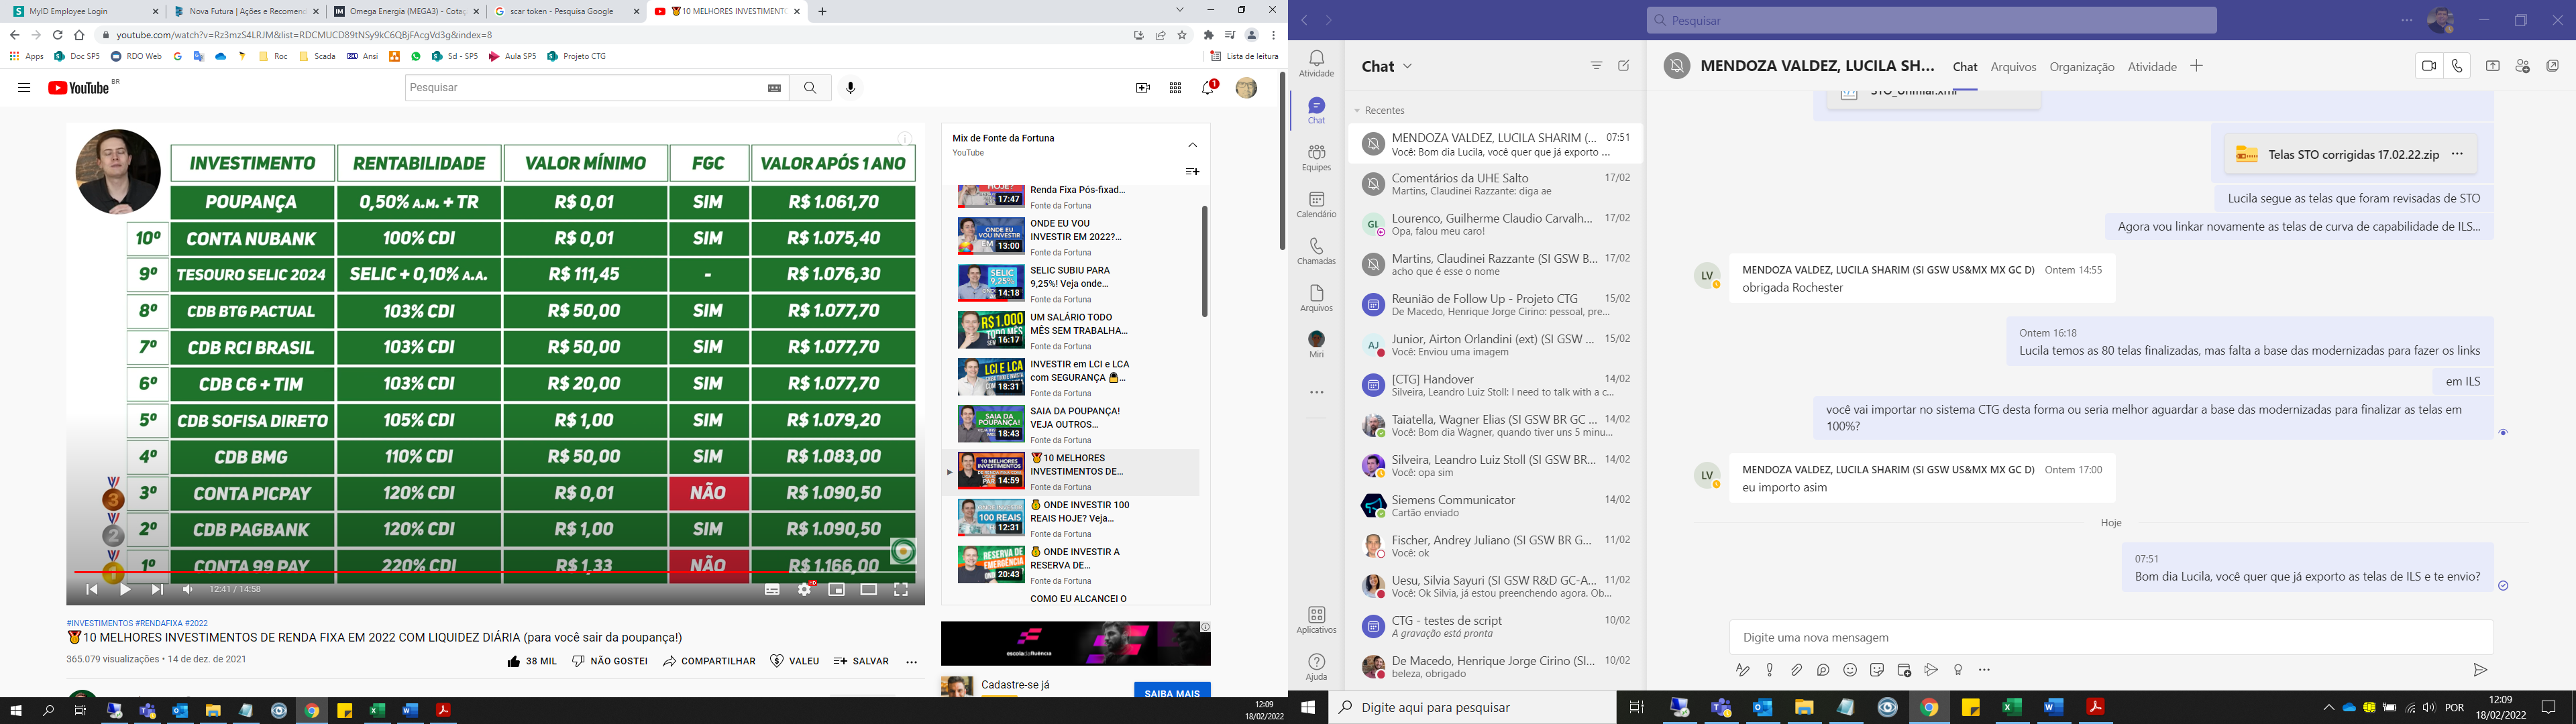 MyID Employee Login
Nova Futura | Ações e Recomend
Omega Energia (MEGA3) - Cotaç
scar token - Pesquisa Google
🏅10 MELHORES INVESTIMENTO
youtube.com/watch?v=Rz3mzS4LRJM&list=RDCMUCD89tNSy9kC6QBjFAcgVd3g&index=8
Apps
Doc SP5
RDO Web
Roc
Scada
Ansi
Sd - SP5
Aula SP5
Projeto CTG
Lista de leitura
YouTube BR
Pesquisar
1
INVESTIMENTO RENTABILIDADE VALOR MÍNIMO FGC VALOR APÓS 1 ANO
POUPANÇA 0,50% A.M. + TR R$ 0,01 SIM R$ 1.061,70
10º CONTA NUBANK 100% CDI R$ 0,01 SIM R$ 1.075,40
9º TESOURO SELIC 2024 SELIC + 0,10% A.A. R$ 111,45 - R$ 1.076,30
8º CDB BTG PACTUAL 103% CDI R$ 50,00 SIM R$ 1.077,70
7º CDB RCI BRASIL 103% CDI R$ 50,00 SIM R$ 1.077,70
6º CDB C6 + TIM 103% CDI R$ 20,00 SIM R$ 1.077,70
5º CDB SOFISA DIRETO 105% CDI R$ 1,00 SIM R$ 1.079,20
4º CDB BMG 110% CDI R$ 50,00 SIM R$ 1.083,00
3 3º CONTA PICPAY 120% CDI R$ 0,01 NÃO R$ 1.090,50
2 2º CDB PAGBANK 120% CDI R$ 1,00 SIM R$ 1.090,50
1 1º CONTA 99 PAY 220% CDI R$ 1,33 NÃO R$ 1.166,00
12:41 / 14:58
HD
#INVESTIMENTOS #RENDAFIXA #2022
🏅10 MELHORES INVESTIMENTOS DE RENDA FIXA EM 2022 COM LIQUIDEZ DIÁRIA (para você sair da poupança!)
365.079 visualizações • 14 de dez. de 2021
38 MIL
NÃO GOSTEI
COMPARTILHAR
VALEU
SALVAR
Mix de Fonte da Fortuna
YouTube
17:47
Renda Fixa Pós-fixad...
Fonte da Fortuna
13:00
ONDE EU VOU
INVESTIR EM 2022?...
Fonte da Fortuna
14:18
SELIC SUBIU PARA
9,25%! Veja onde...
Fonte da Fortuna
16:17
UM SALÁRIO TODO
MÊS SEM TRABALHA...
Fonte da Fortuna
18:31
INVESTIR em LCI e LCA
com SEGURANÇA 🔒...
Fonte da Fortuna
18:43
SAIA DA POUPANÇA!
VEJA OUTROS...
Fonte da Fortuna
14:59
🏅10 MELHORES
INVESTIMENTOS DE...
Fonte da Fortuna
12:31
🥇 ONDE INVESTIR 100
REAIS HOJE? Veja...
Fonte da Fortuna
20:43
🥇 ONDE INVESTIR A
RESERVA DE...
Fonte da Fortuna
COMO EU ALCANCEI O
escoladafluência
Cadastre-se já
SAIBA MAIS
12:09
18/02/2022
Pesquisar
Atividade
Chat
Equipes
Calendário
Chamadas
Arquivos
Miri
Aplicativos
Ajuda
Chat
Recentes
MENDOZA VALDEZ, LUCILA SHARIM (... 07:51
Você: Bom dia Lucila, você quer que já exporto ...
Comentários da UHE Salto 17/02
Martins, Claudinei Razzante: diga ae
GL Lourenco, Guilherme Claudio Carvalh... 17/02
Opa, falou meu caro!
Martins, Claudinei Razzante (SI GSW B... 17/02
acho que é esse o nome
Reunião de Follow Up - Projeto CTG 15/02
De Macedo, Henrique Jorge Cirino: pessoal, pre...
AJ Junior, Airton Orlandini (ext) (SI GSW ... 15/02
Você: Enviou uma imagem
[CTG] Handover 14/02
Silveira, Leandro Luiz Stoll: I need to talk with a c...
Taiatella, Wagner Elias (SI GSW BR GC ... 14/02
Você: Bom dia Wagner, quando tiver uns 5 minu...
Silveira, Leandro Luiz Stoll (SI GSW BR... 14/02
Você: opa sim
Siemens Communicator 14/02
Cartão enviado
Fischer, Andrey Juliano (SI GSW BR G... 11/02
Você: ok
Uesu, Silvia Sayuri (SI GSW R&D GC-A... 11/02
Você: Ok Silvia, já estou preenchendo agora. Ob...
CTG - testes de script 10/02
A gravação está pronta
De Macedo, Henrique Jorge Cirino (SI... 10/02
beleza, obrigado
MENDOZA VALDEZ, LUCILA SH...
Chat
Arquivos
Organização
Atividade
STO_Unifilar.xml
Telas STO corrigidas 17.02.22.zip
Lucila segue as telas que foram revisadas de STO
Agora vou linkar novamente as telas de curva de capabilidade de ILS...
LV
MENDOZA VALDEZ, LUCILA SHARIM (SI GSW US&MX MX GC D) Ontem 14:55
obrigada Rochester
Ontem 16:18
Lucila temos as 80 telas finalizadas, mas falta a base das modernizadas para fazer os links
em ILS
você vai importar no sistema CTG desta forma ou seria melhor aguardar a base das modernizadas para finalizar as telas em
100%?
LV
MENDOZA VALDEZ, LUCILA SHARIM (SI GSW US&MX MX GC D) Ontem 17:00
eu importo asim
Hoje
07:51
Bom dia Lucila, você quer que já exporto as telas de ILS e te envio?
Digite uma nova mensagem
Digite aqui para pesquisar
POR
12:09
18/02/2022